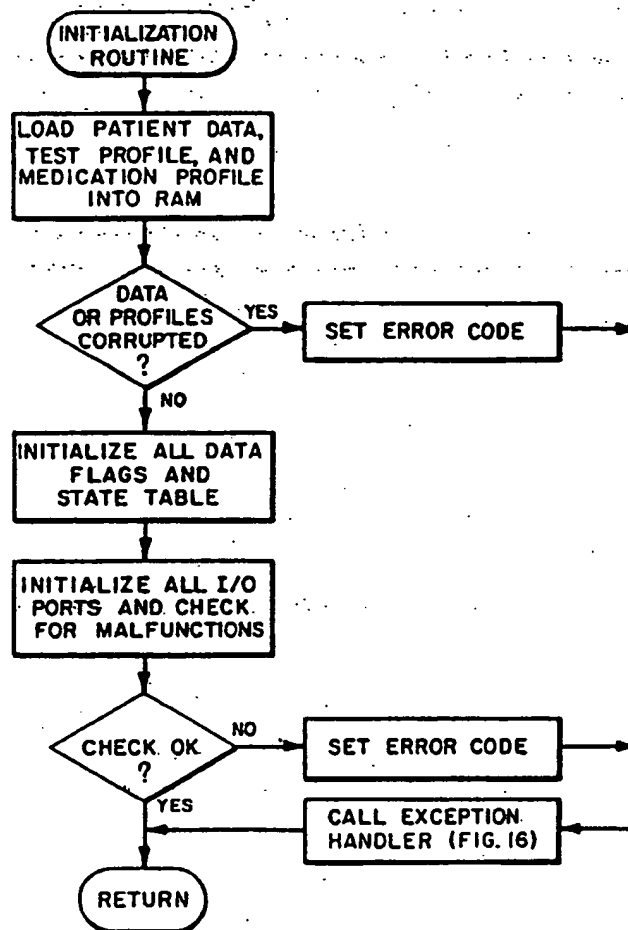 INITIALIZATION
ROUTINE
LOAD PATIENT DATA,
TEST PROFILE, AND
MEDICATION PROFILE
INTO RAM
DATA
OR PROFILES
CORRUPTED
?
YES
SET ERROR CODE
NO
INITIALIZE ALL DATA
FLAGS AND
STATE TABLE
INITIALIZE ALL I/O
PORTS AND CHECK
FOR MALFUNCTIONS
CHECK OK
?
NO
SET ERROR CODE
YES
CALL EXCEPTION
HANDLER (FIG. 16)
RETURN